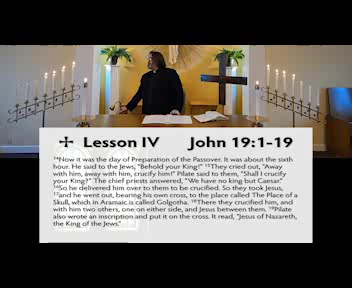 ☩ Lesson IV John 19:1-19
¹⁴Now it was the day of Preparation of the Passover. It was about the sixth
hour. He said to the Jews, "Behold your King!" ¹⁵They cried out, "Away
with him, away with him, crucify him!" Pilate said to them, "Shall I crucify
your King?" The chief priests answered, "We have no king but Caesar."
¹⁶So he delivered him over to them to be crucified. So they took Jesus,
¹⁷and he went out, bearing his own cross, to the place called The Place of a
Skull, which in Aramaic is called Golgotha. ¹⁸There they crucified him, and
with him two others, one on either side, and Jesus between them. ¹⁹Pilate
also wrote an inscription and put it on the cross. It read, "Jesus of Nazareth,
the King of the Jews."